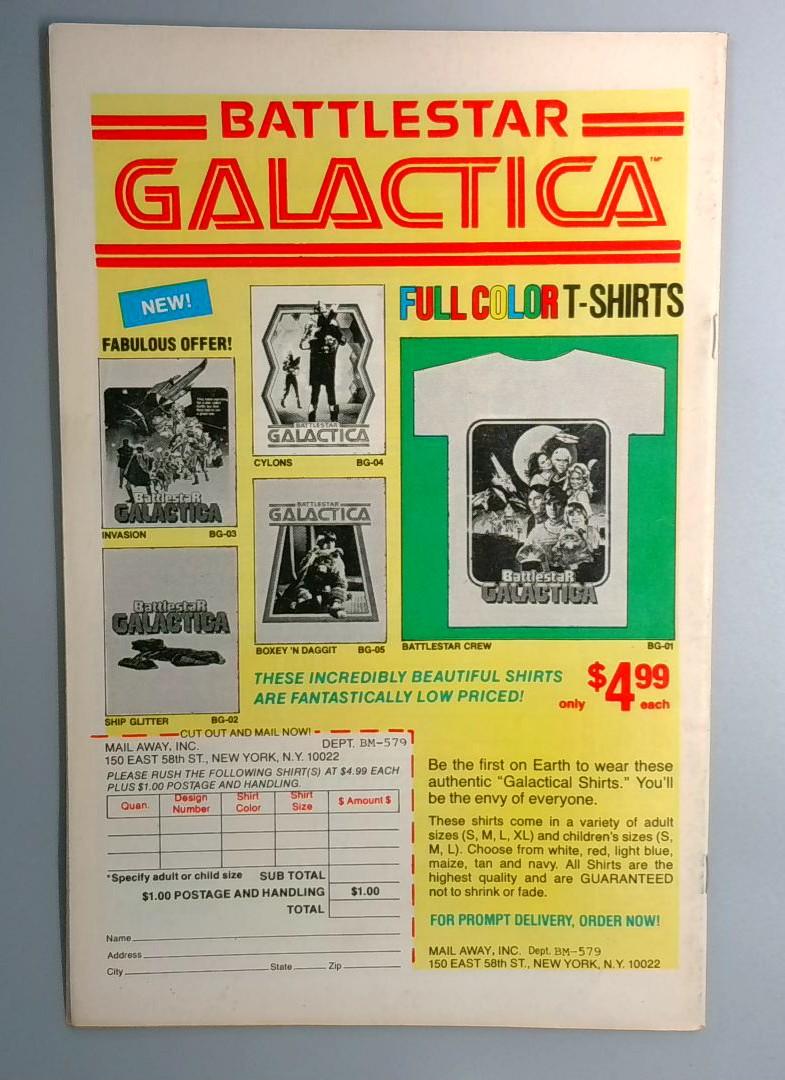 BATTLESTAR
GALACTICA™
NEW!
FABULOUS OFFER!
FULL COLOR T-SHIRTS
BATTLESTAR
GALACTICA
CYLONS BG-04
BattlestaR
GALACTICA
INVASION BG-03
BATTLESTAR
GALACTICA
BOXEY 'N DAGGIT BG-05
BattlestaR
GALACTICA
SHIP GLITTER BG-02
BattlestaR
GALACTICA
BATTLESTAR CREW BG-01
THESE INCREDIBLY BEAUTIFUL SHIRTS
ARE FANTASTICALLY LOW PRICED!
only $4.99 each
CUT OUT AND MAIL NOW!
MAIL AWAY, INC. DEPT. BM-579
150 EAST 58th ST., NEW YORK, N.Y. 10022
PLEASE RUSH THE FOLLOWING SHIRT(S) AT $4.99 EACH
PLUS $1.00 POSTAGE AND HANDLING.
Quan. Design Number Shirt Color Shirt Size $ Amount $
*Specify adult or child size SUB TOTAL
$1.00 POSTAGE AND HANDLING $1.00
TOTAL
Name
Address
City State Zip
Be the first on Earth to wear these
authentic "Galactical Shirts." You'll
be the envy of everyone.
These shirts come in a variety of adult
sizes (S, M, L, XL) and children's sizes (S,
M, L). Choose from white, red, light blue,
maize, tan and navy. All Shirts are the
highest quality and are GUARANTEED
not to shrink or fade.
FOR PROMPT DELIVERY, ORDER NOW!
MAIL AWAY, INC. Dept. BM-579
150 EAST 58th ST., NEW YORK, N.Y. 10022